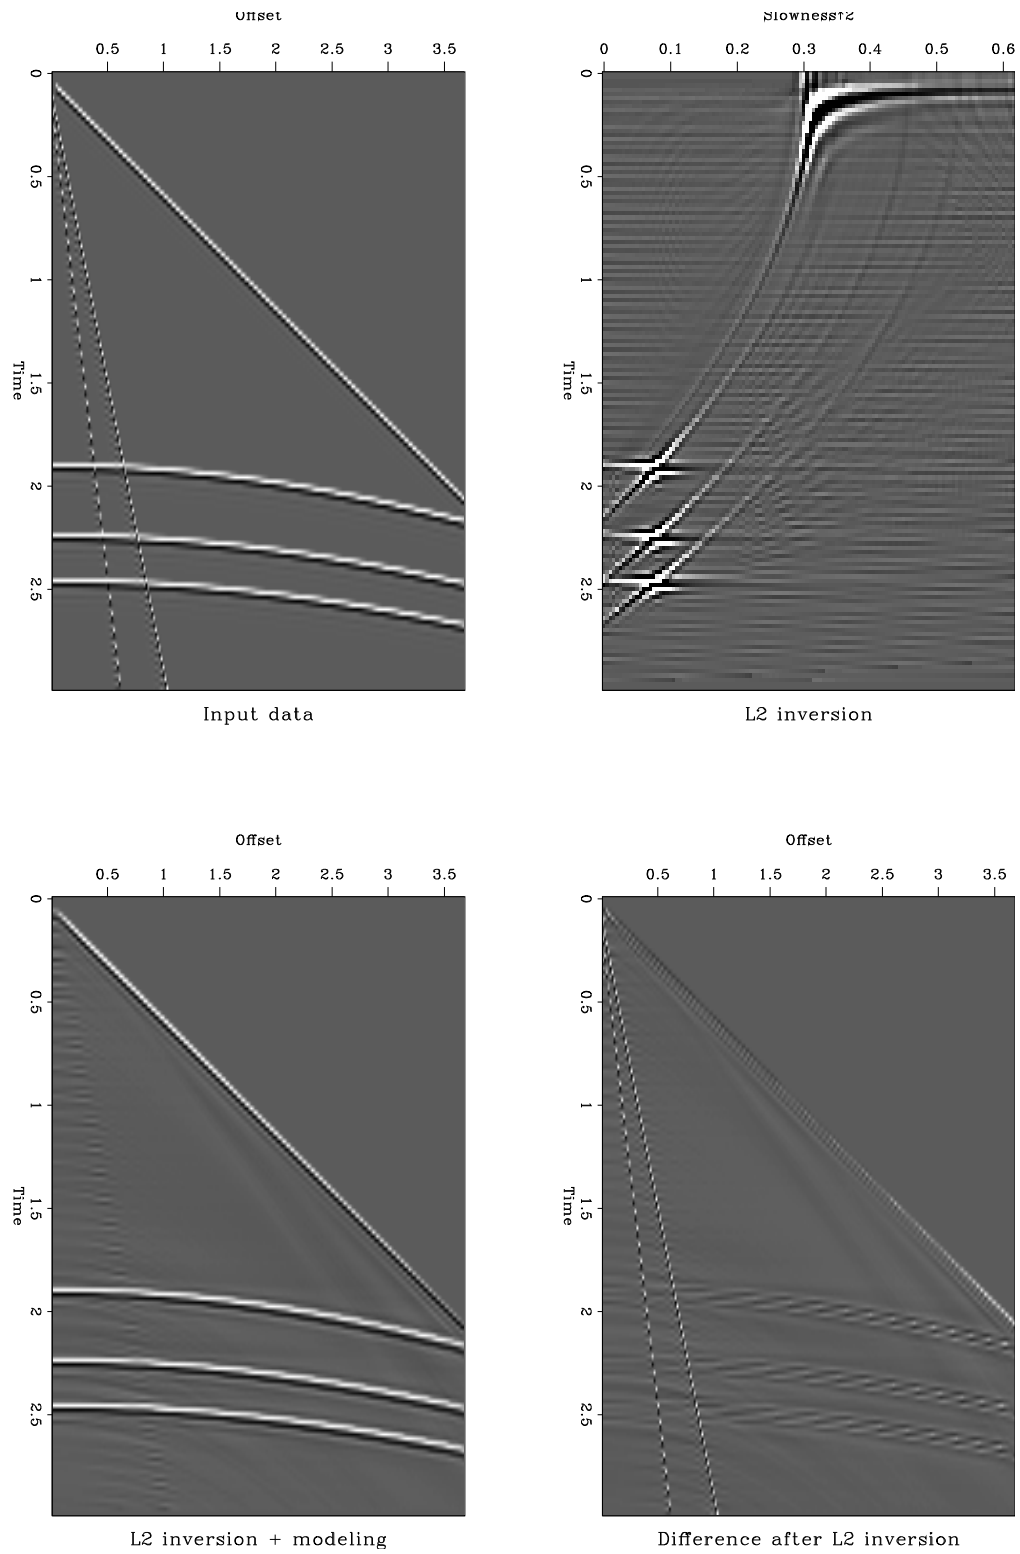 Offset
0.5 1 1.5 2 2.5 3 3.5
0
0.5
1
1.5
2
2.5
Time
Input data
Slowness↑2
0 0.1 0.2 0.3 0.4 0.5 0.6
0
0.5
1
1.5
2
2.5
Time
L2 inversion
Offset
0.5 1 1.5 2 2.5 3 3.5
0
0.5
1
1.5
2
2.5
Time
L2 inversion + modeling
Offset
0.5 1 1.5 2 2.5 3 3.5
0
0.5
1
1.5
2
2.5
Time
Difference after L2 inversion